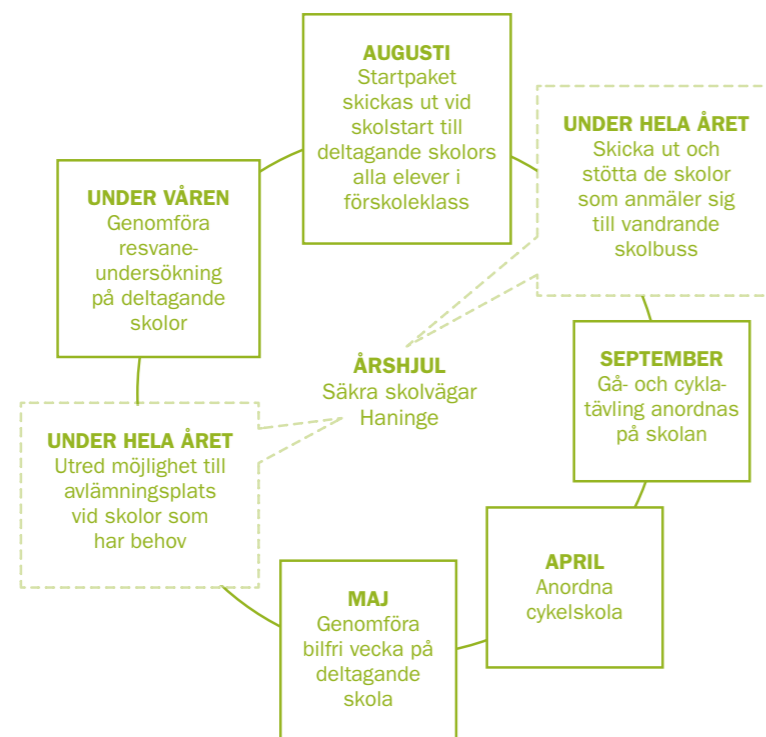 AUGUSTI
Startpaket
skickas ut vid
skolstart till
deltagande skolors
alla elever i
förskoleklass
UNDER HELA ÅRET
Skicka ut och
stötta de skolor
som anmäler sig
till vandrande
skolbuss
UNDER VÅREN
Genomföra
resvane-
undersökning
på deltagande
skolor
ÅRSHJUL
Säkra skolvägar
Haninge
SEPTEMBER
Gå- och cykla-
tävling anordnas
på skolan
UNDER HELA ÅRET
Utred möjlighet till
avlämningsplats
vid skolor som
har behov
APRIL
Anordna
cykelskola
MAJ
Genomföra
bilfri vecka på
deltagande
skola